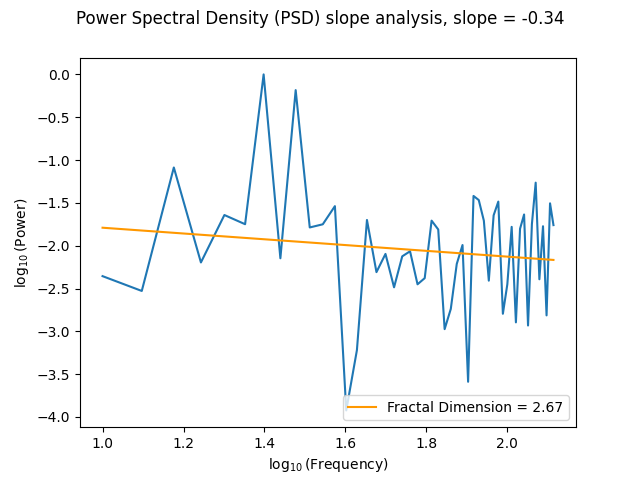 Power Spectral Density (PSD) slope analysis, slope = -0.34
log₁₀(Power)
0.0
−0.5
−1.0
−1.5
−2.0
−2.5
−3.0
−3.5
−4.0
Fractal Dimension = 2.67
1.0 1.2 1.4 1.6 1.8 2.0
log₁₀(Frequency)